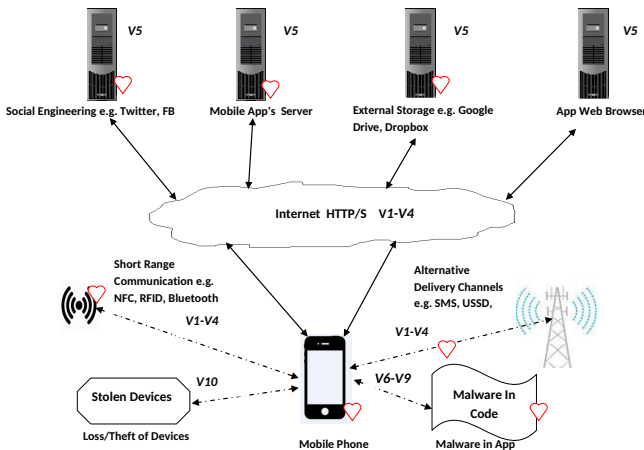 V5
V5
V5
V5
Social Engineering e.g. Twitter, FB
Mobile App's Server
External Storage e.g. Google
Drive, Dropbox
App Web Browser
Internet HTTP/S V1-V4
Short Range
Communication e.g.
NFC, RFID, Bluetooth
V1-V4
Alternative
Delivery Channels
e.g. SMS, USSD,
V1-V4
V10
Stolen Devices
Loss/Theft of Devices
V6-V9
Malware In
Code
Mobile Phone
Malware in App